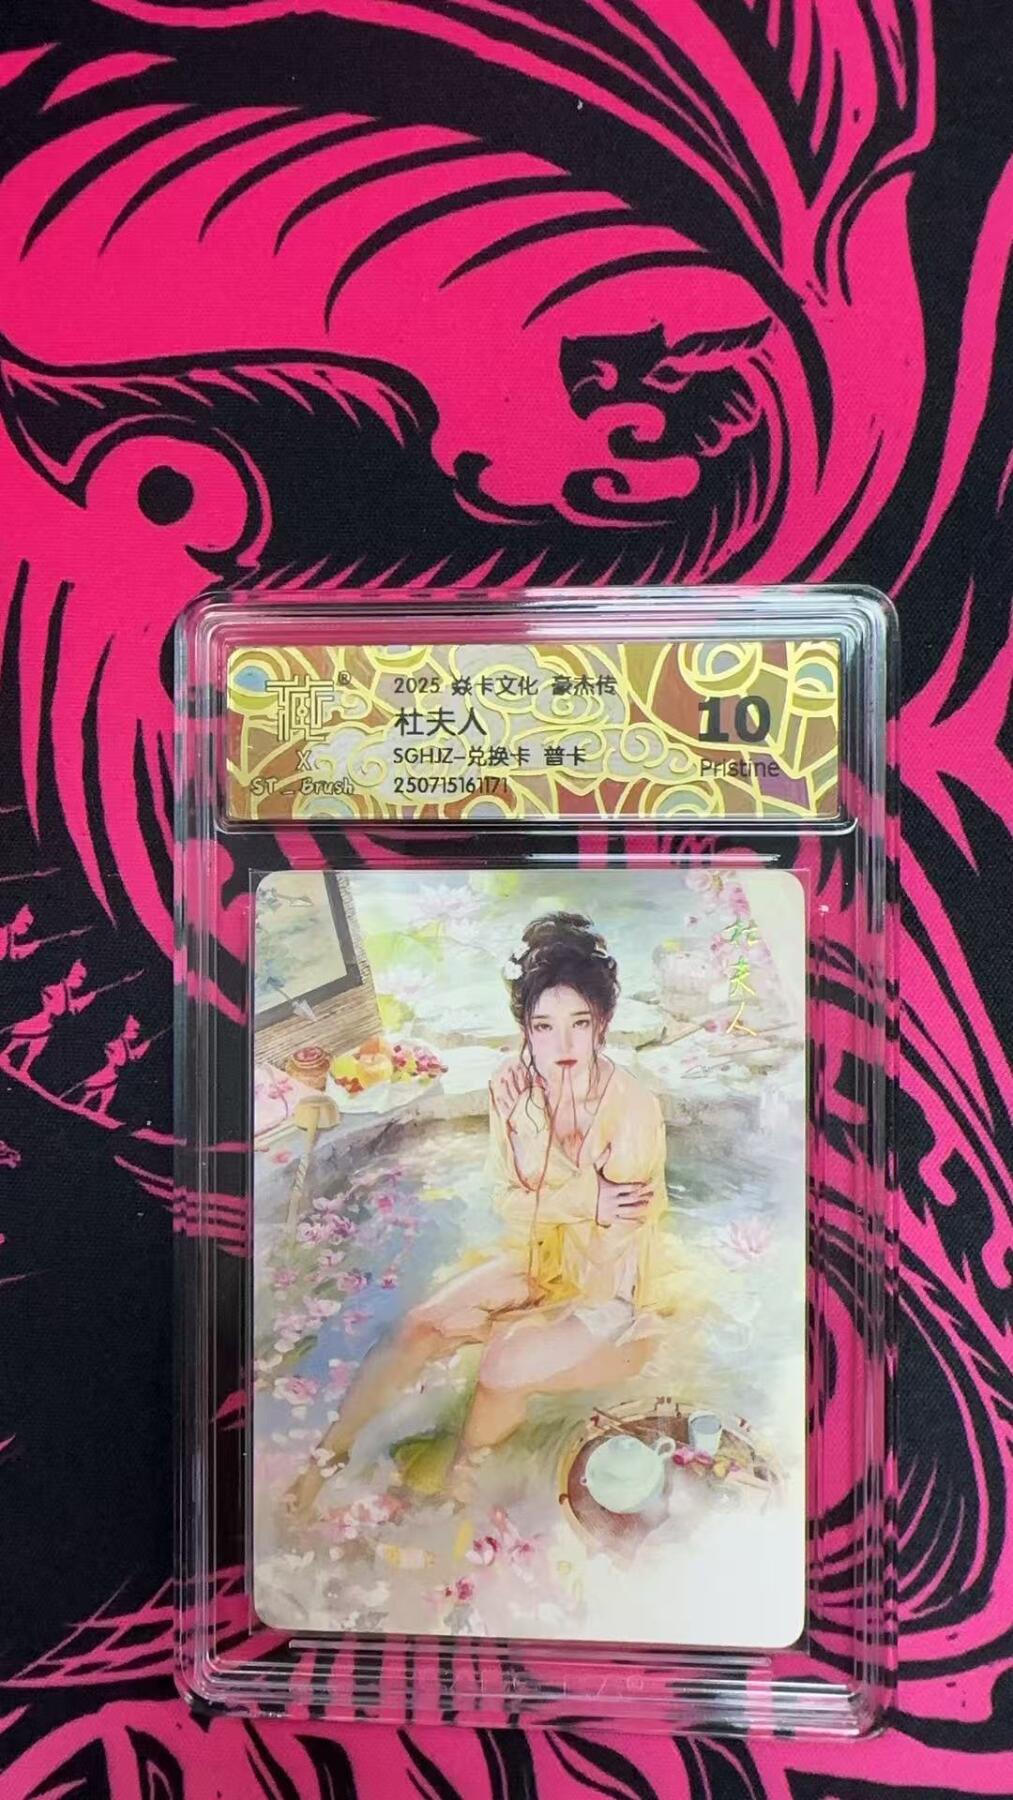 ®
X
ST_Brush
2025 焱卡文化 豪杰传
杜夫人
SGHJZ-兑换卡 普卡
250715161171
10
Pristine
杜夫人